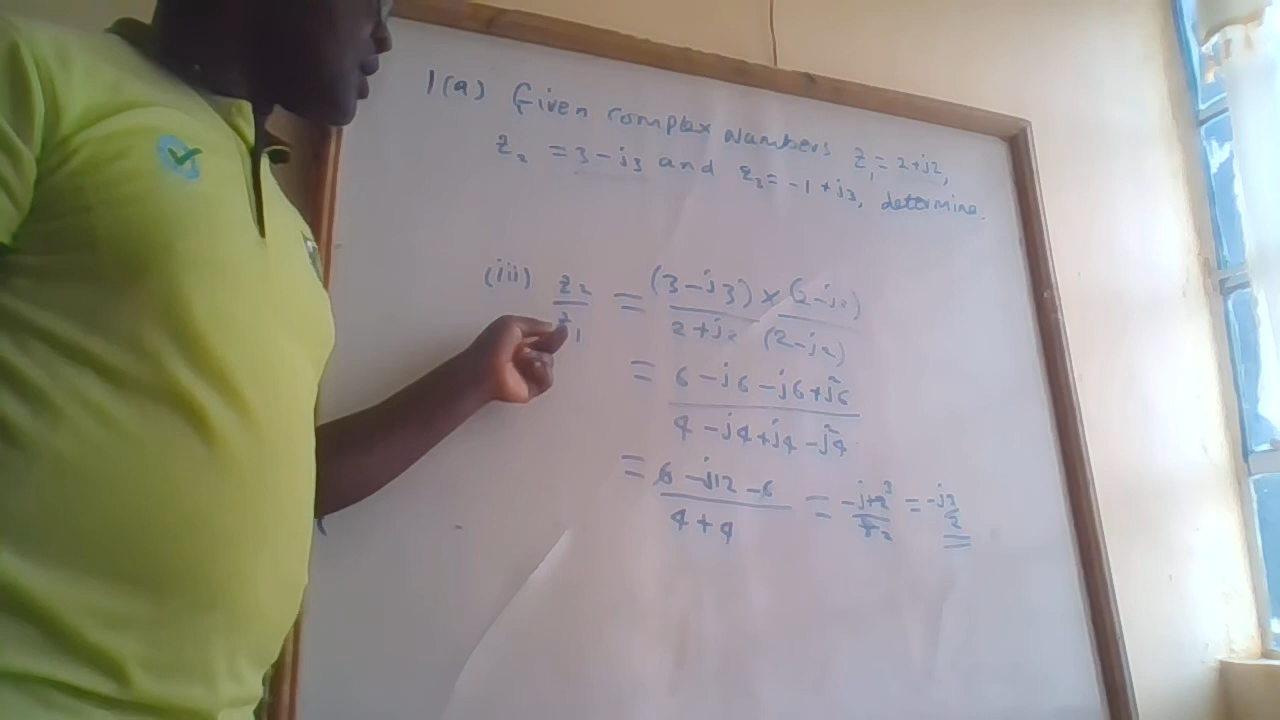 1(a) Given complex Numbers z₁ = 2+j2,
z₂ = 3-j3 and z₃ = -1+j3, determine.
(iii) z₂/z₁ = (3-j3)/(2+j2) × (2-j2)/(2-j2)
= (6-j6-j6+j²6)/(4-j4+j4-j²4)
= (6-j12-6)/(4+4) = = -j3/2